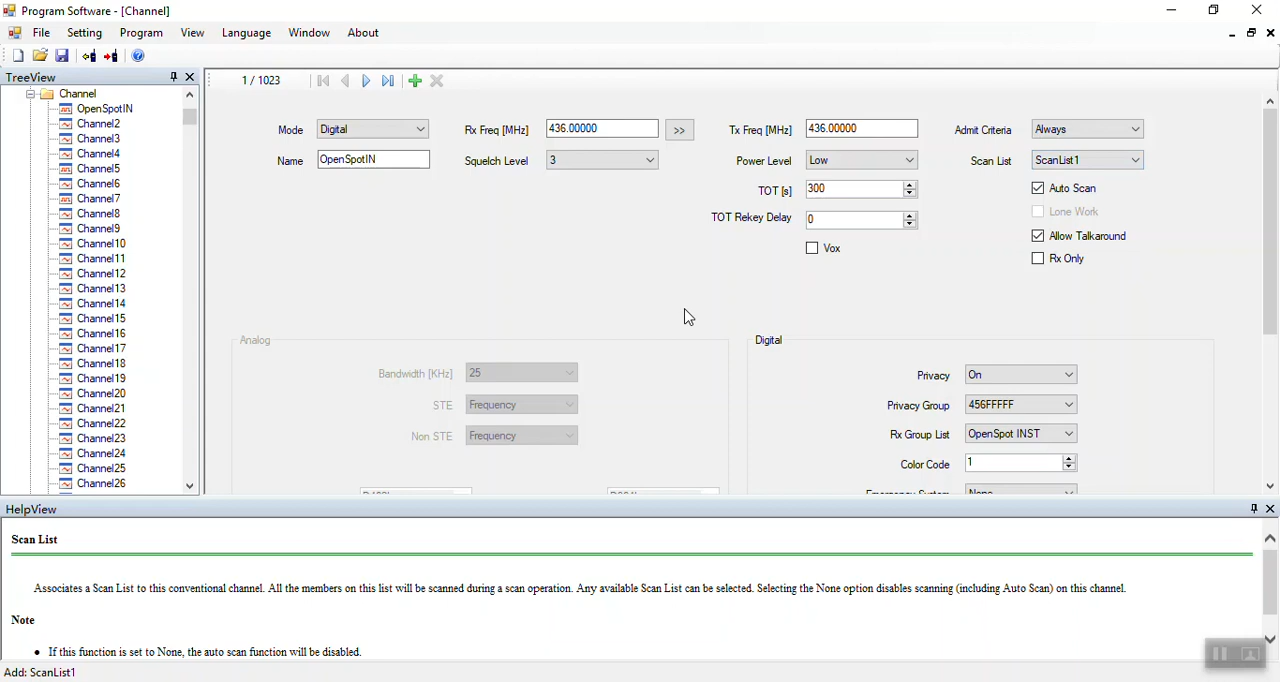 Program Software - [Channel]
File Setting Program View Language Window About
TreeView
1 / 1023
Channel
OpenSpotIN
Channel2
Channel3
Channel4
Channel5
Channel6
Channel7
Channel8
Channel9
Channel10
Channel11
Channel12
Channel13
Channel14
Channel15
Channel16
Channel17
Channel18
Channel19
Channel20
Channel21
Channel22
Channel23
Channel24
Channel25
Channel26
Mode Digital Rx Freq [MHz] 436.00000 >> Tx Freq [MHz] 436.00000 Admit Criteria Always
Name OpenSpotIN Squelch Level 3 Power Level Low Scan List ScanList1
TOT [s] 300 Auto Scan
Lone Work
TOT Rekey Delay 0
Allow Talkaround
Vox
Rx Only
Analog
Bandwidth [KHz] 25
STE Frequency
Non STE Frequency
Digital
Privacy On
Privacy Group 456FFFFF
Rx Group List OpenSpot INST
Color Code 1
Emergency System None
HelpView
Scan List
Associates a Scan List to this conventional channel. All the members on this list will be scanned during a scan operation. Any available Scan List can be selected. Selecting the None option disables scanning (including Auto Scan) on this channel.
Note
• If this function is set to None, the auto scan function will be disabled.
Add: ScanList1